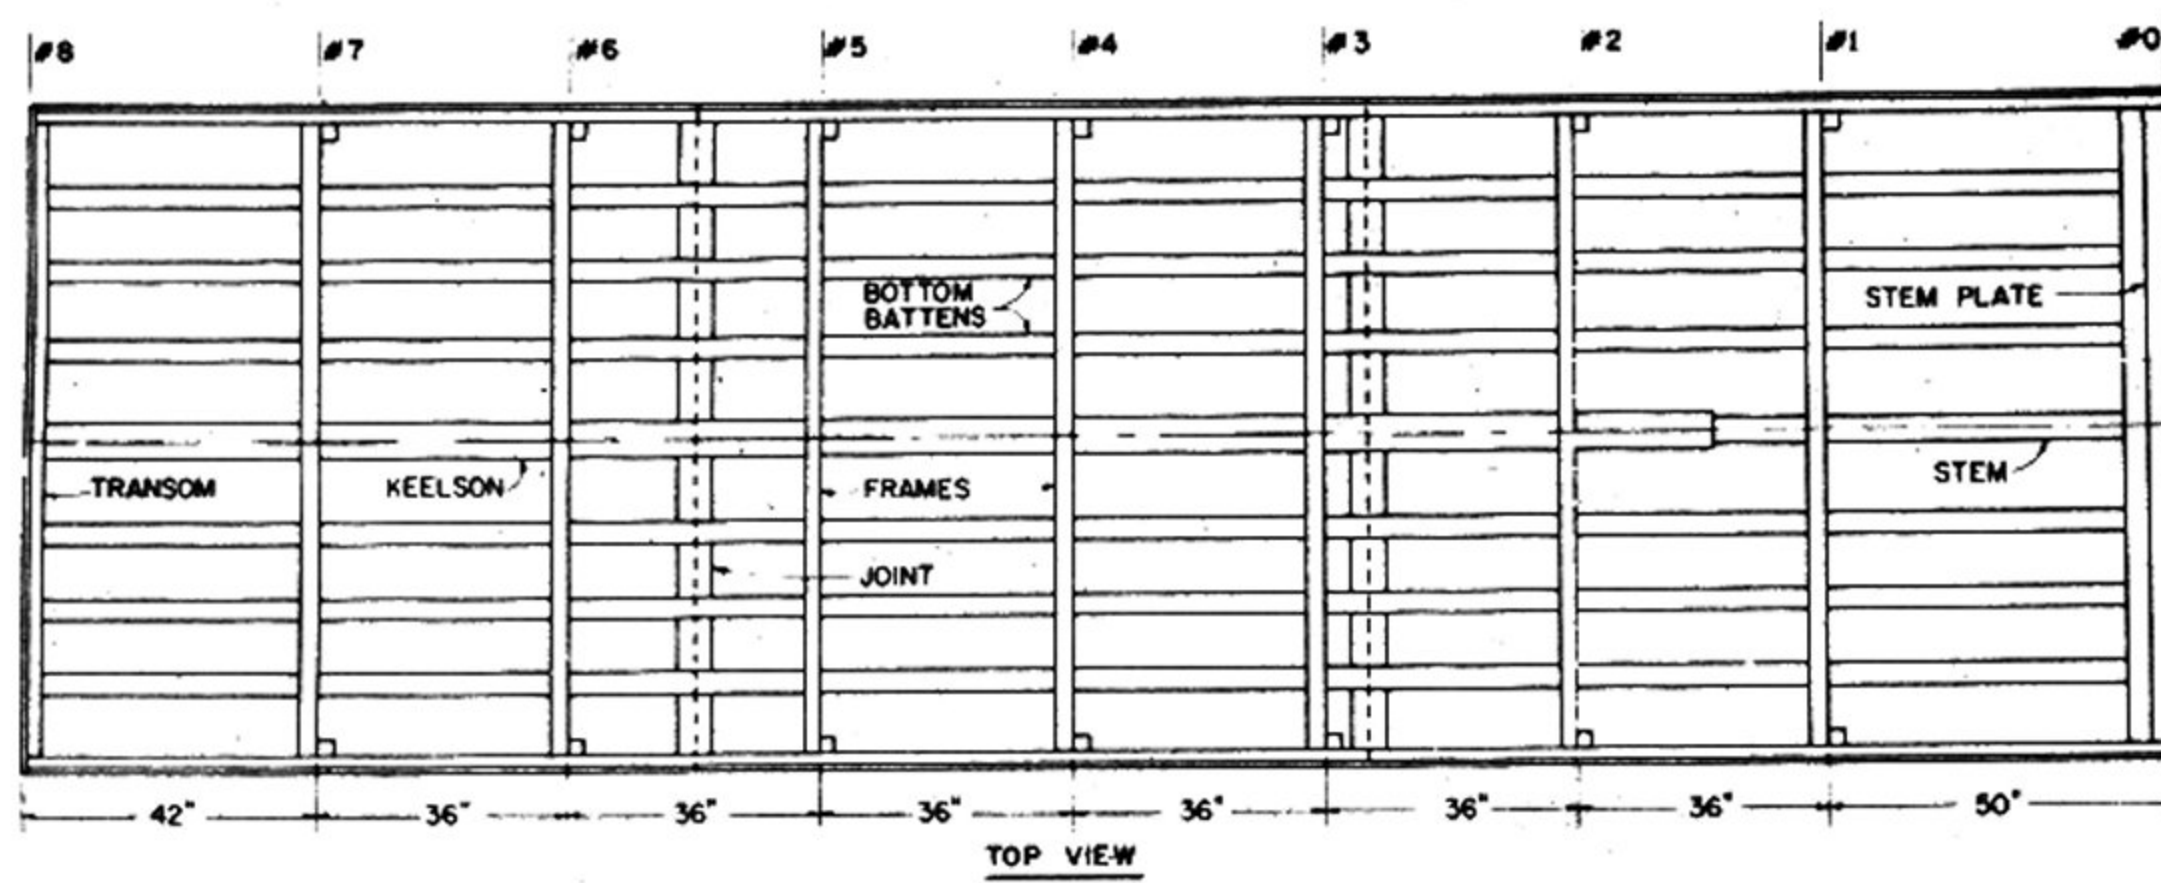 #8 #7 #6 #5 #4 #3 #2 #1 #0
BOTTOM
BATTENS
STEM PLATE
STEM
TRANSOM KEELSON FRAMES
JOINT
42" 36" 36" 36" 36" 36" 36" 50"
TOP VIEW